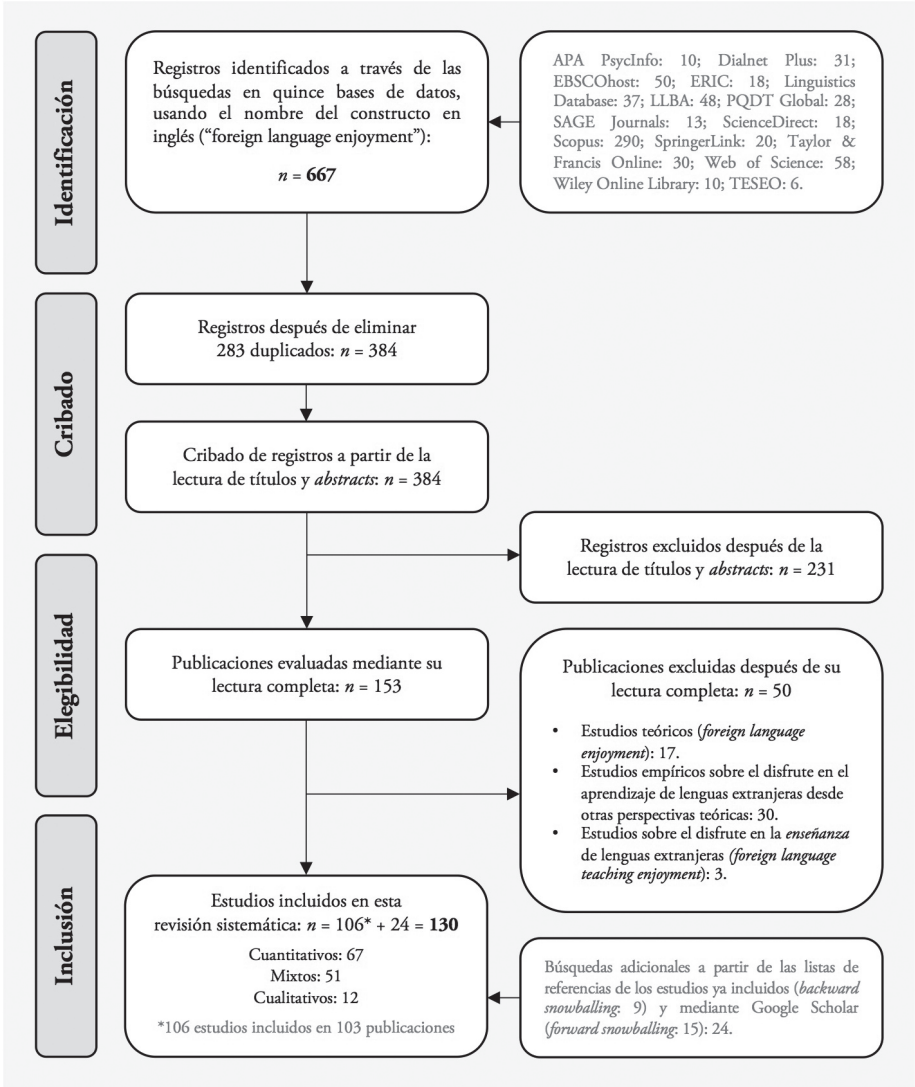 Identificación
Registros identificados a través de las
búsquedas en quince bases de datos,
usando el nombre del constructo en
inglés (“foreign language enjoyment”):
n = 667
APA PsycInfo: 10; Dialnet Plus: 31;
EBSCOhost: 50; ERIC: 18; Linguistics
Database: 37; LLBA: 48; PQDT Global: 28;
SAGE Journals: 13; ScienceDirect: 18;
Scopus: 290; SpringerLink: 20; Taylor &
Francis Online: 30; Web of Science: 58;
Wiley Online Library: 10; TESEO: 6.
Cribado
Registros después de eliminar
283 duplicados: n = 384
Cribado de registros a partir de la
lectura de títulos y abstracts: n = 384
Registros excluidos después de la
lectura de títulos y abstracts: n = 231
Elegibilidad
Publicaciones evaluadas mediante su
lectura completa: n = 153
Publicaciones excluidas después de su
lectura completa: n = 50
• Estudios teóricos (foreign language
enjoyment): 17.
• Estudios empíricos sobre el disfrute en el
aprendizaje de lenguas extranjeras desde
otras perspectivas teóricas: 30.
• Estudios sobre el disfrute en la enseñanza
de lenguas extranjeras (foreign language
teaching enjoyment): 3.
Inclusión
Estudios incluidos en esta
revisión sistemática: n = 106* + 24 = 130
Cuantitativos: 67
Mixtos: 51
Cualitativos: 12
*106 estudios incluidos en 103 publicaciones
Búsquedas adicionales a partir de las listas de
referencias de los estudios ya incluidos (backward
snowballing: 9) y mediante Google Scholar
(forward snowballing: 15): 24.